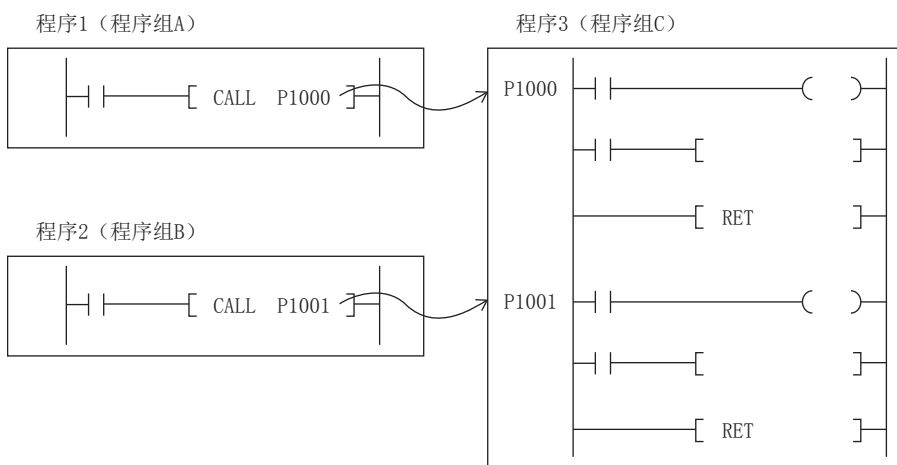 程序1（程序组A）
CALL P1000
程序2（程序组B）
CALL P1001
程序3（程序组C）
P1000
RET
P1001
RET